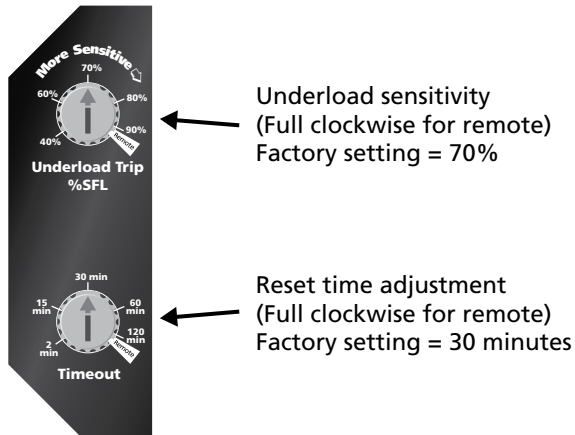 More Sensitive
70%
60%
80%
40%
90%
Remote
Underload Trip
%SFL
Underload sensitivity
(Full clockwise for remote)
Factory setting = 70%
30 min
15
min
60
min
2
min
120
min
Remote
Timeout
Reset time adjustment
(Full clockwise for remote)
Factory setting = 30 minutes